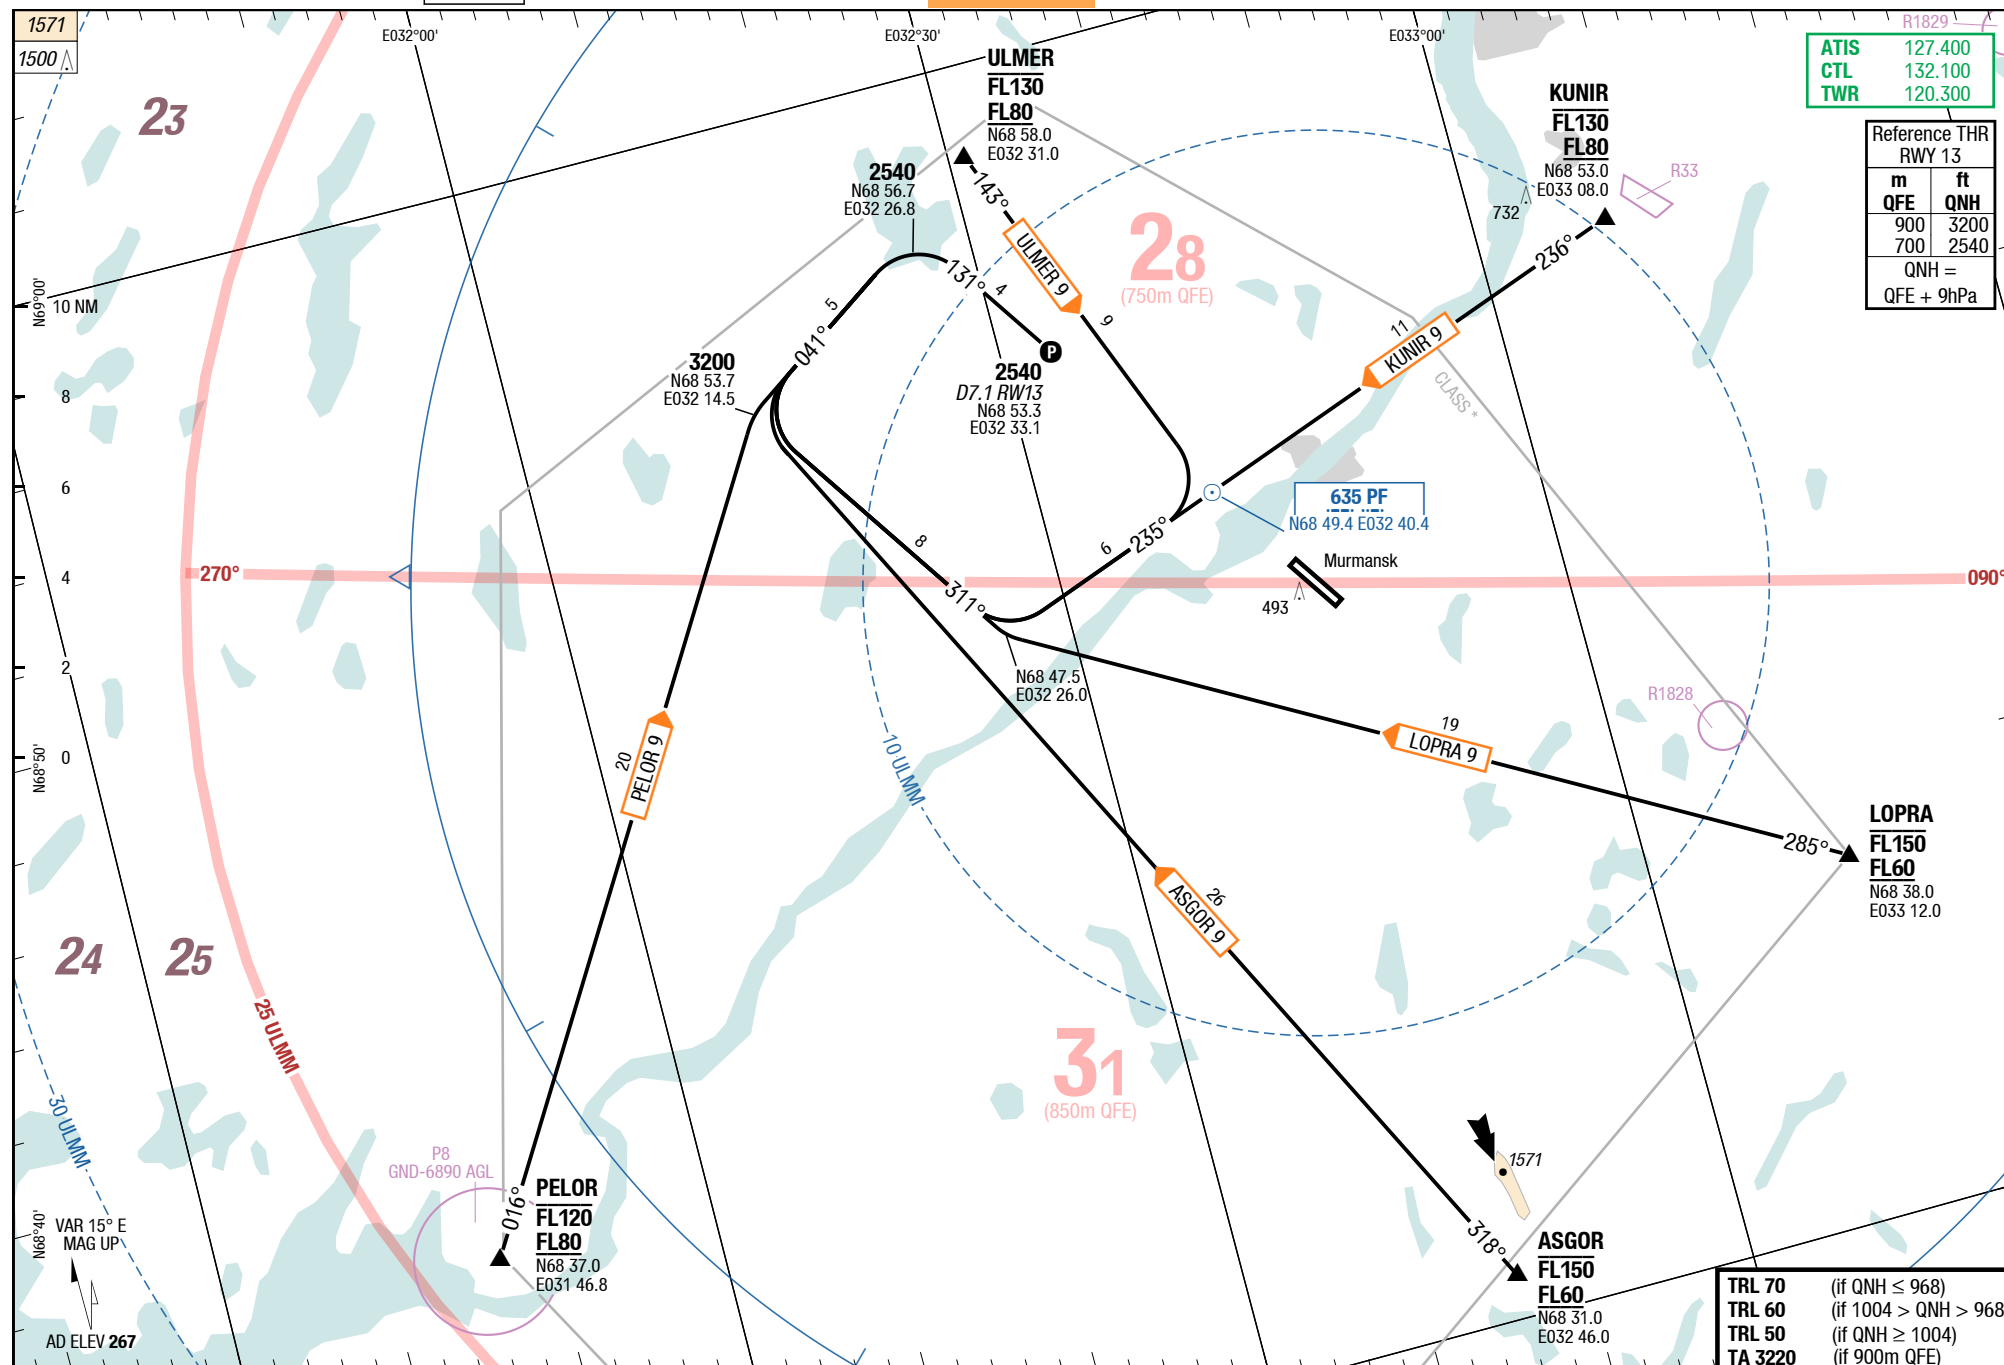 1571
1500
23
E032°00'
E032°30'
E033°00'
R1829
ATIS 127.400
CTL 132.100
TWR 120.300
ULMER
FL130
FL80
N68 58.0
E032 31.0
KUNIR
FL130
FL80
N68 53.0
E033 08.0
R33
732
Reference THR
RWY 13
m ft
QFE QNH
900 3200
700 2540
QNH =
QFE + 9hPa
2540
N68 56.7
E032 26.8
143°
ULMER 9
28
(750m QFE)
236°
131°
4
9
11
KUNIR 9
CLASS *
N69°00'
10 NM
5
041°
P
2540
D7.1 RW13
N68 53.3
E032 33.1
3200
N68 53.7
E032 14.5
8
6
4
2
0
635 PF
N68 49.4 E032 40.4
235°
6
8
Murmansk
493
270°
090°
311°
N68 47.5
E032 26.0
R1828
19
LOPRA 9
285°
LOPRA
FL150
FL60
N68 38.0
E033 12.0
20
PELOR 9
N68°50'
10 ULMM
26
ASGOR 9
24
25
25 ULMM
31
(850m QFE)
30 ULMM
P8
GND-6890 AGL
016°
PELOR
FL120
FL80
N68 37.0
E031 46.8
1571
318°
ASGOR
FL150
FL60
N68 31.0
E032 46.0
N68°40'
VAR 15° E
MAG UP
AD ELEV 267
TRL 70 (if QNH ≤ 968)
TRL 60 (if 1004 > QNH > 968
TRL 50 (if QNH ≥ 1004)
TA 3220 (if 900m QFE)